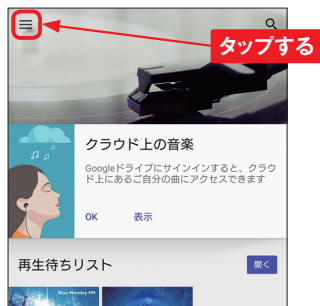 タップする
クラウド上の音楽
Googleドライブにサインインすると、クラウ
ド上にあるご自分の曲にアクセスできます
OK 表示
再生待ちリスト
開く
Blue Monday FM